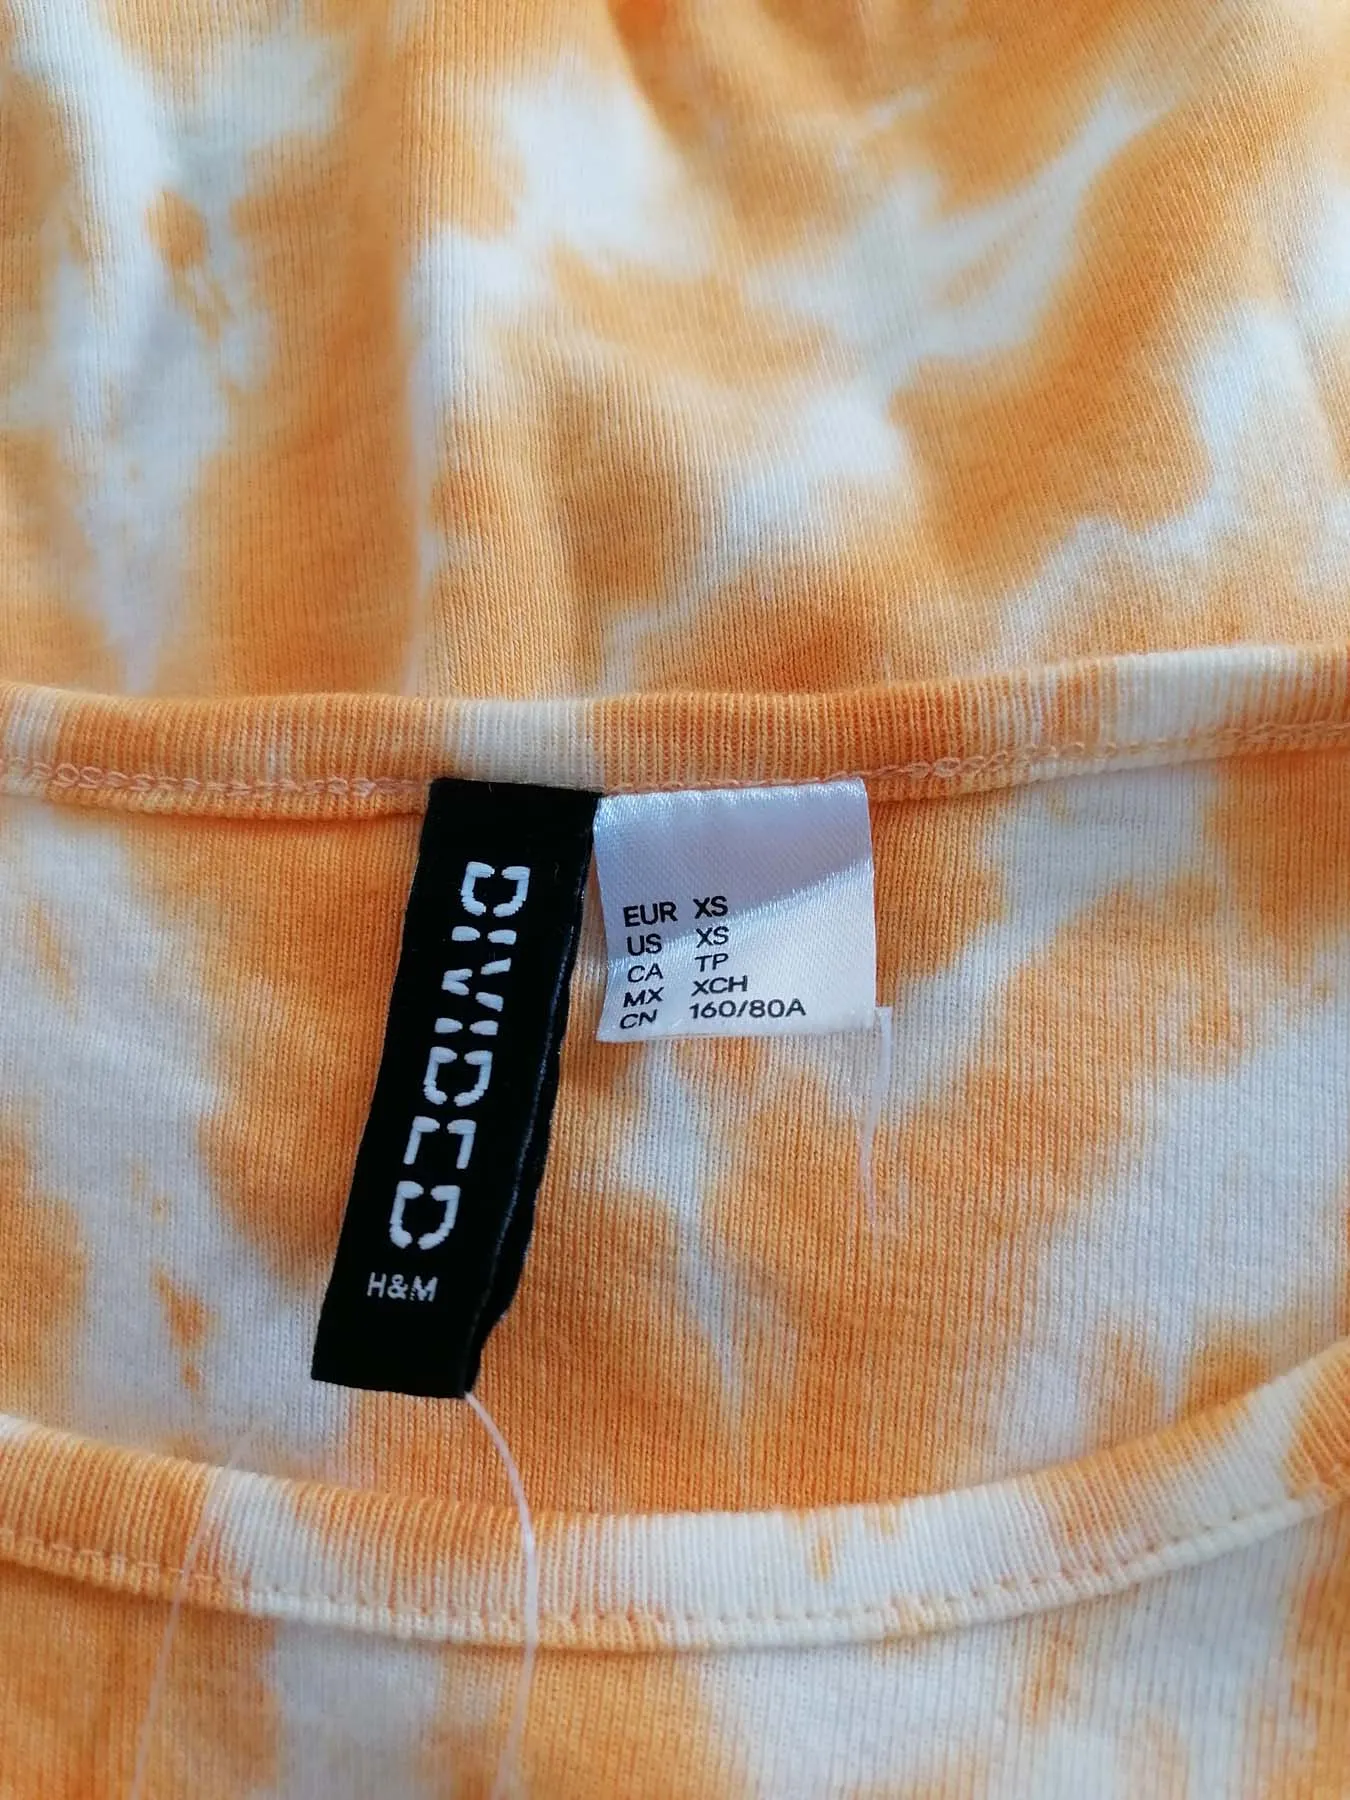 DIVIDED
H&M
EUR XS
US XS
CA TP
MX XCH
CN 160/80A